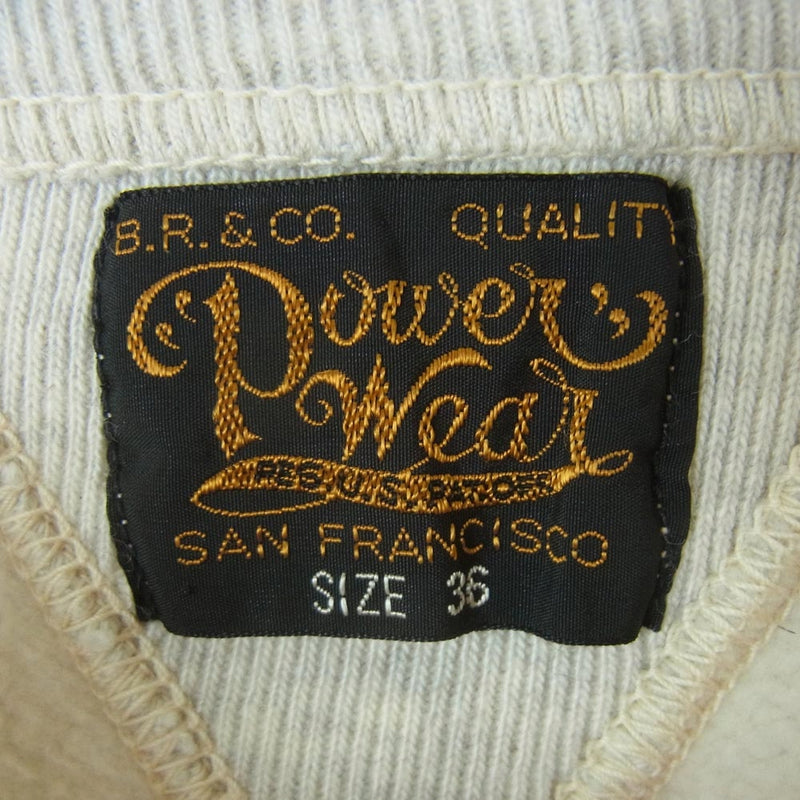 B.R. & CO. QUALITY
Power
Wear
REG. U.S. PAT. OFF.
SAN FRANCISCO
SIZE 36